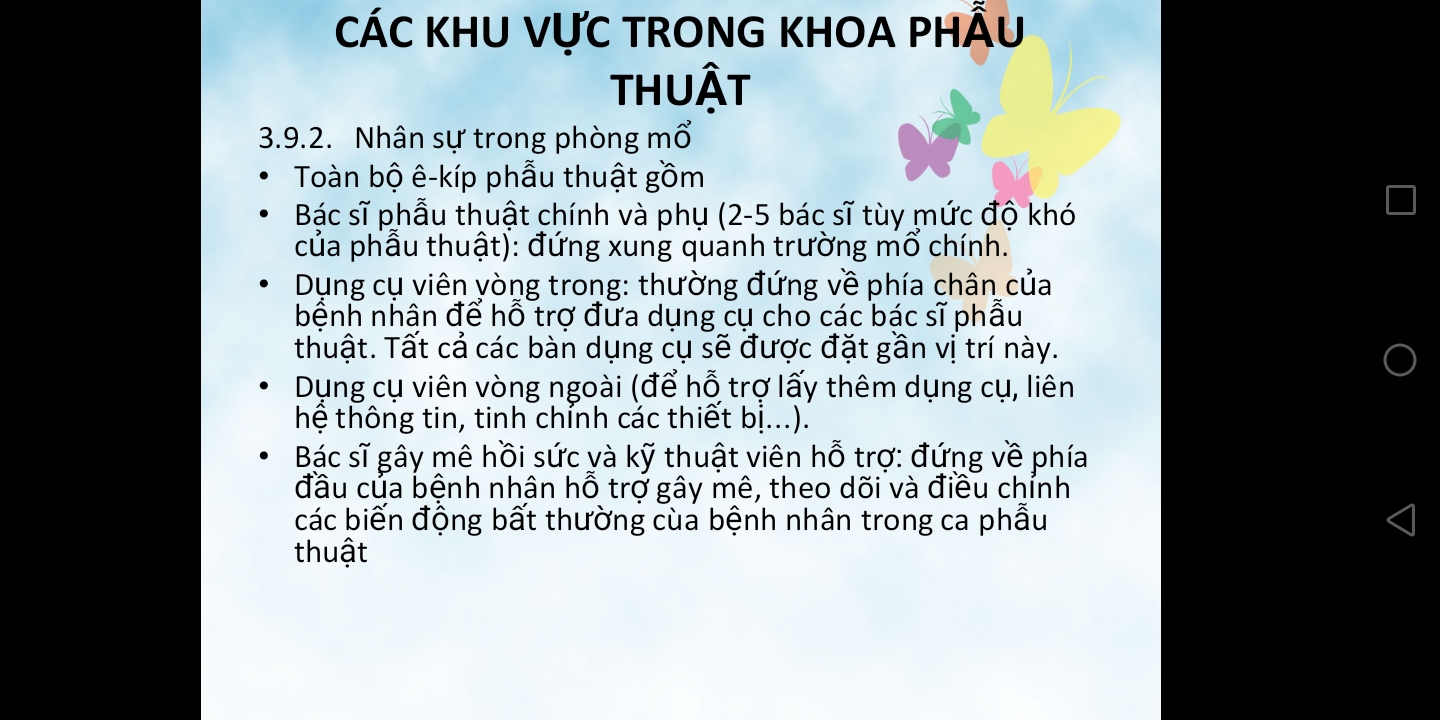 CÁC KHU VỰC TRONG KHOA PHẪU
THUẬT
3.9.2. Nhân sự trong phòng mổ
• Toàn bộ ê-kíp phẫu thuật gồm
• Bác sĩ phẫu thuật chính và phụ (2-5 bác sĩ tùy mức độ khó
của phẫu thuật): đứng xung quanh trường mổ chính.
• Dụng cụ viên vòng trong: thường đứng về phía chân của
bệnh nhân để hỗ trợ đưa dụng cụ cho các bác sĩ phẫu
thuật. Tất cả các bàn dụng cụ sẽ được đặt gần vị trí này.
• Dụng cụ viên vòng ngoài (để hỗ trợ lấy thêm dụng cụ, liên
hệ thông tin, tinh chỉnh các thiết bị...).
• Bác sĩ gây mê hồi sức và kỹ thuật viên hỗ trợ: đứng về phía
đầu của bệnh nhân hỗ trợ gây mê, theo dõi và điều chỉnh
các biến động bất thường cùa bệnh nhân trong ca phẫu
thuật